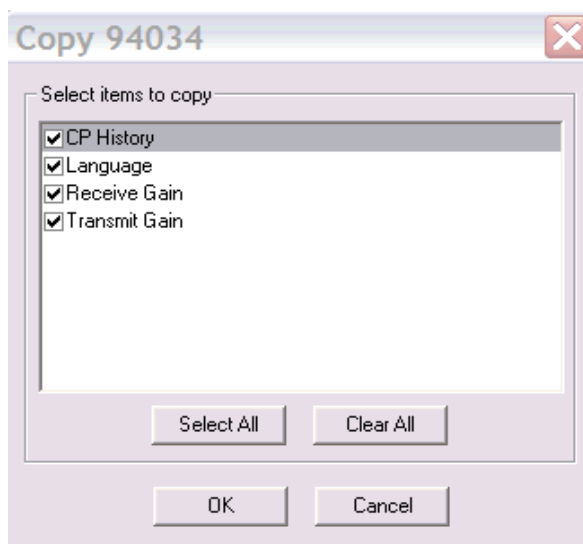 Copy 94034
Select items to copy
CP History
Language
Receive Gain
Transmit Gain
Select All Clear All
OK Cancel